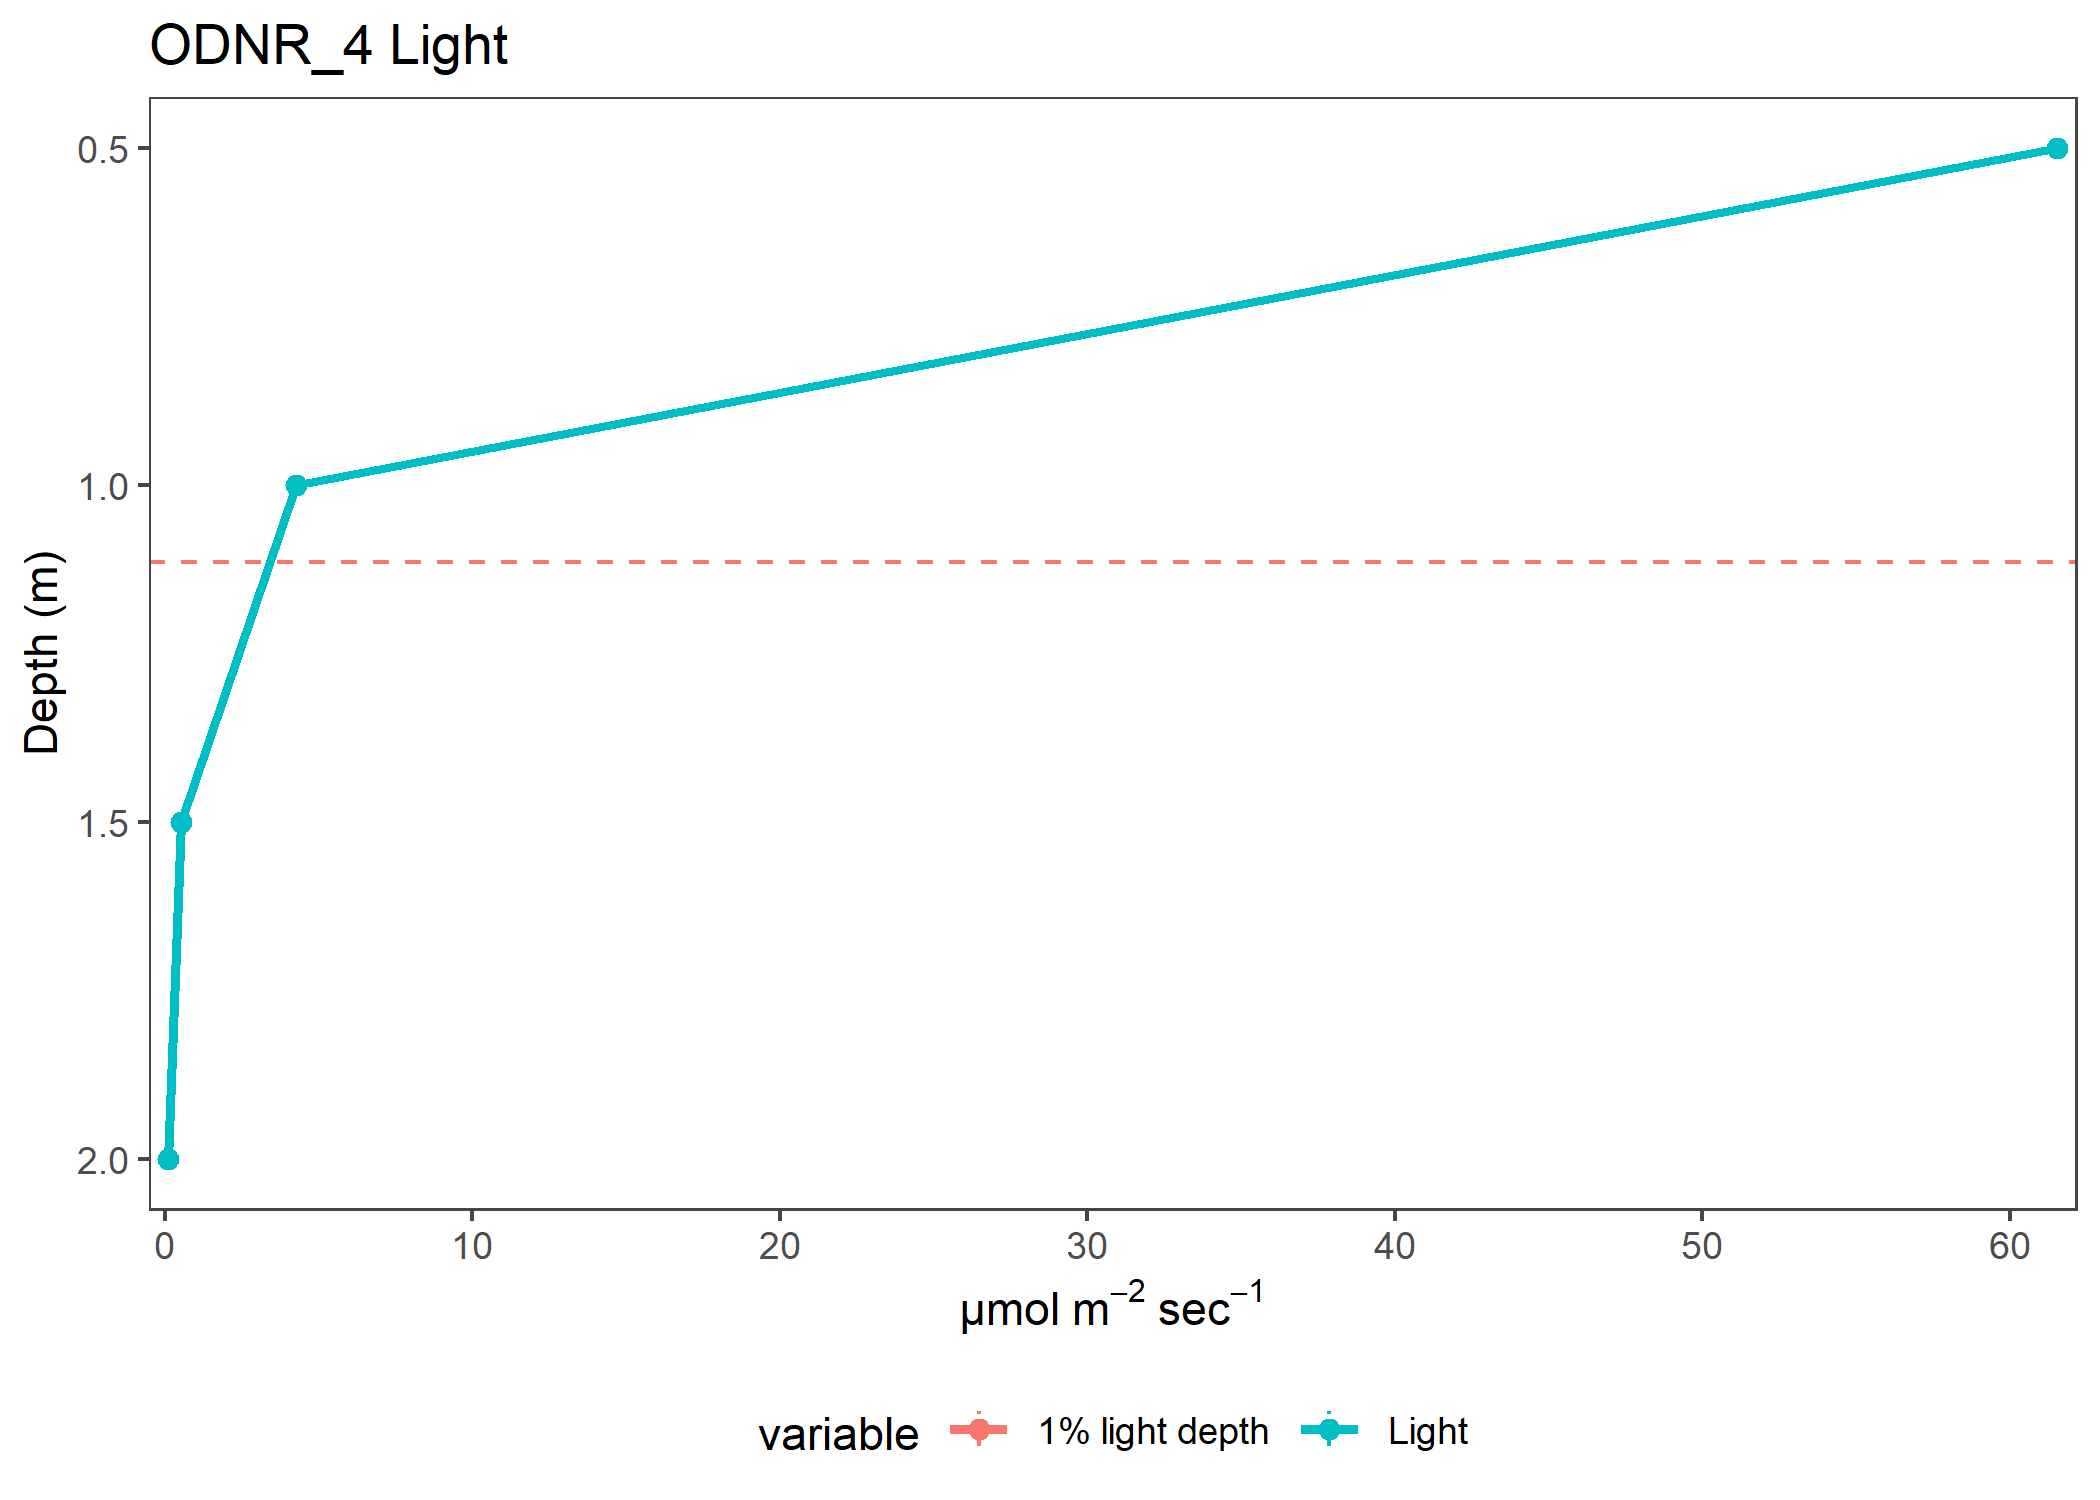 ODNR_4 Light
0.5
1.0
1.5
2.0
Depth (m)
0 10 20 30 40 50 60
µmol m⁻² sec⁻¹
variable 1% light depth Light